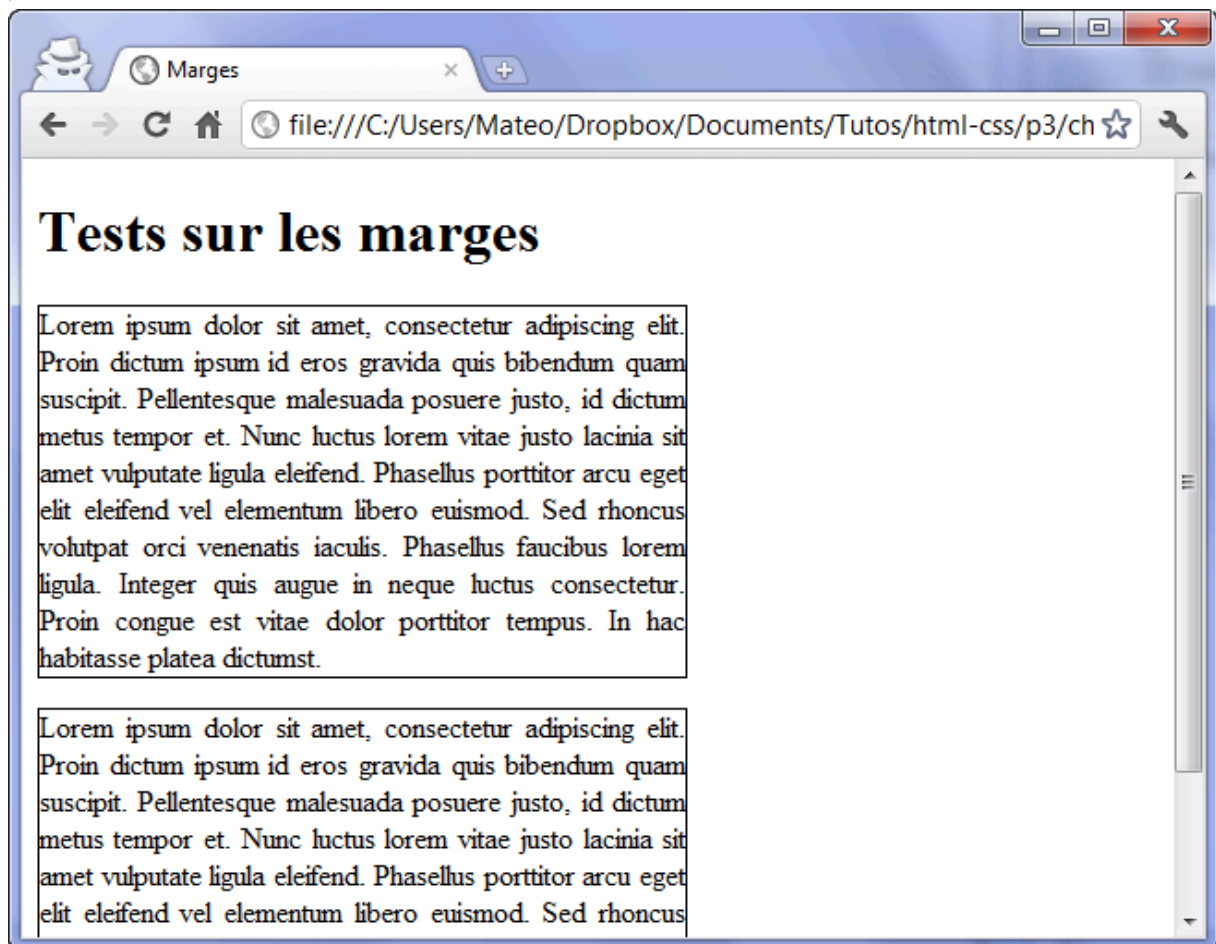 Marges
file:///C:/Users/Mateo/Dropbox/Documents/Tutos/html-css/p3/ch
Tests sur les marges
Lorem ipsum dolor sit amet, consectetur adipiscing elit.
Proin dictum ipsum id eros gravida quis bibendum quam
suscipit. Pellentesque malesuada posuere justo, id dictum
metus tempor et. Nunc luctus lorem vitae justo lacinia sit
amet vulputate ligula eleifend. Phasellus porttitor arcu eget
elit eleifend vel elementum libero euismod. Sed rhoncus
volutpat orci venenatis iaculis. Phasellus faucibus lorem
ligula. Integer quis augue in neque luctus consectetur.
Proin congue est vitae dolor porttitor tempus. In hac
habitasse platea dictumst.
Lorem ipsum dolor sit amet, consectetur adipiscing elit.
Proin dictum ipsum id eros gravida quis bibendum quam
suscipit. Pellentesque malesuada posuere justo, id dictum
metus tempor et. Nunc luctus lorem vitae justo lacinia sit
amet vulputate ligula eleifend. Phasellus porttitor arcu eget
elit eleifend vel elementum libero euismod. Sed rhoncus